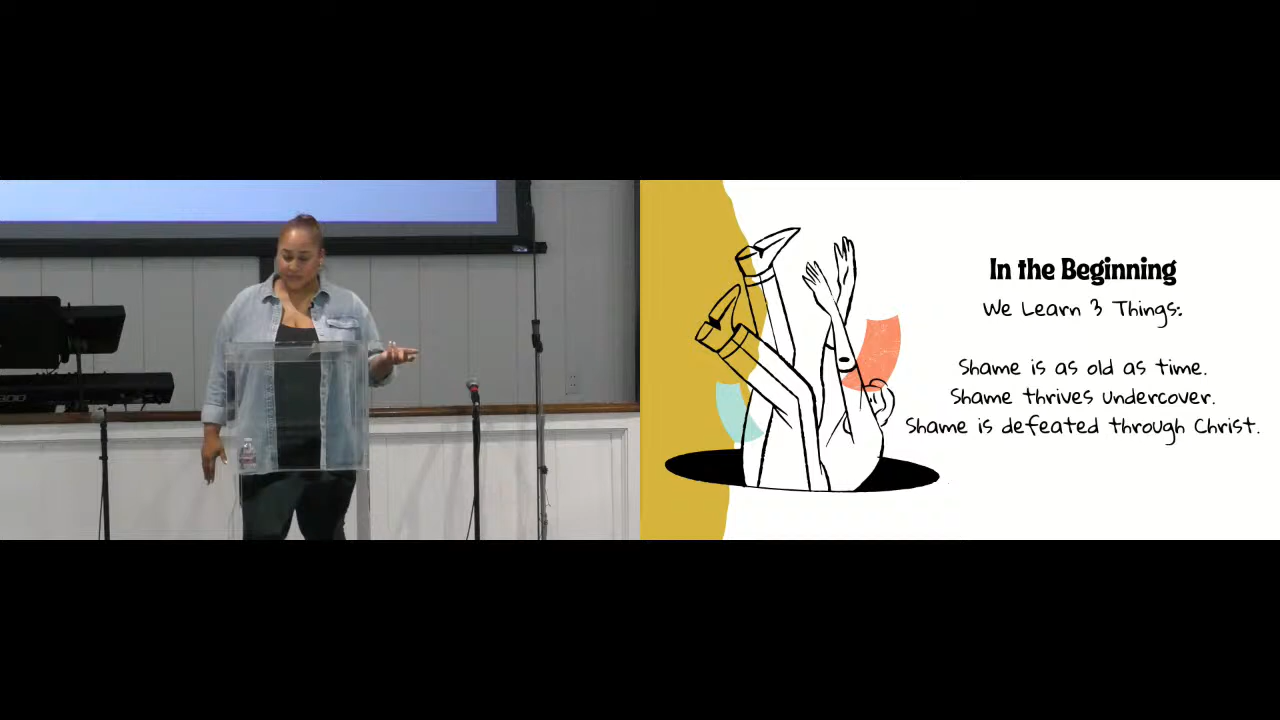 In the Beginning
We Learn 3 Things:
Shame is as old as time.
Shame thrives undercover.
Shame is defeated through Christ.